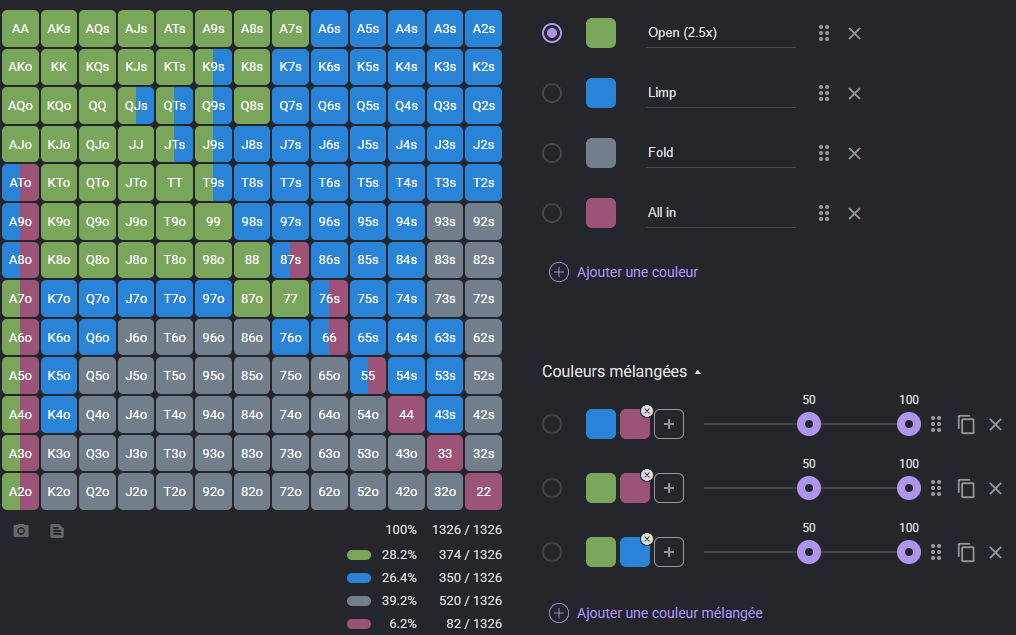 AA AKs AQs AJs ATs A9s A8s A7s A6s A5s A4s A3s A2s
AKo KK KQs KJs KTs K9s K8s K7s K6s K5s K4s K3s K2s
AQo KQo QQ QJs QTs Q9s Q8s Q7s Q6s Q5s Q4s Q3s Q2s
AJo KJo QJo JJ JTs J9s J8s J7s J6s J5s J4s J3s J2s
ATo KTo QTo JTo TT T9s T8s T7s T6s T5s T4s T3s T2s
A9o K9o Q9o J9o T9o 99 98s 97s 96s 95s 94s 93s 92s
A8o K8o Q8o J8o T8o 98o 88 87s 86s 85s 84s 83s 82s
A7o K7o Q7o J7o T7o 97o 87o 77 76s 75s 74s 73s 72s
A6o K6o Q6o J6o T6o 96o 86o 76o 66 65s 64s 63s 62s
A5o K5o Q5o J5o T5o 95o 85o 75o 65o 55 54s 53s 52s
A4o K4o Q4o J4o T4o 94o 84o 74o 64o 54o 44 43s 42s
A3o K3o Q3o J3o T3o 93o 83o 73o 63o 53o 43o 33 32s
A2o K2o Q2o J2o T2o 92o 82o 72o 62o 52o 42o 32o 22
100% 1326 / 1326
28.2% 374 / 1326
26.4% 350 / 1326
39.2% 520 / 1326
6.2% 82 / 1326
Open (2.5x)
Limp
Fold
All in
Ajouter une couleur
Couleurs mélangées
50 100
50 100
50 100
Ajouter une couleur mélangée